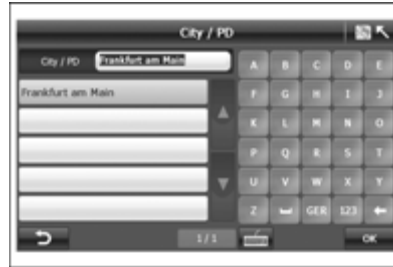 City / PD
City / PD Frankfurt am Main
A B C D E
Frankfurt am Main
F G H I J
K L M N O
P Q R S T
U V W X Y
Z GER 123
1/1 OK